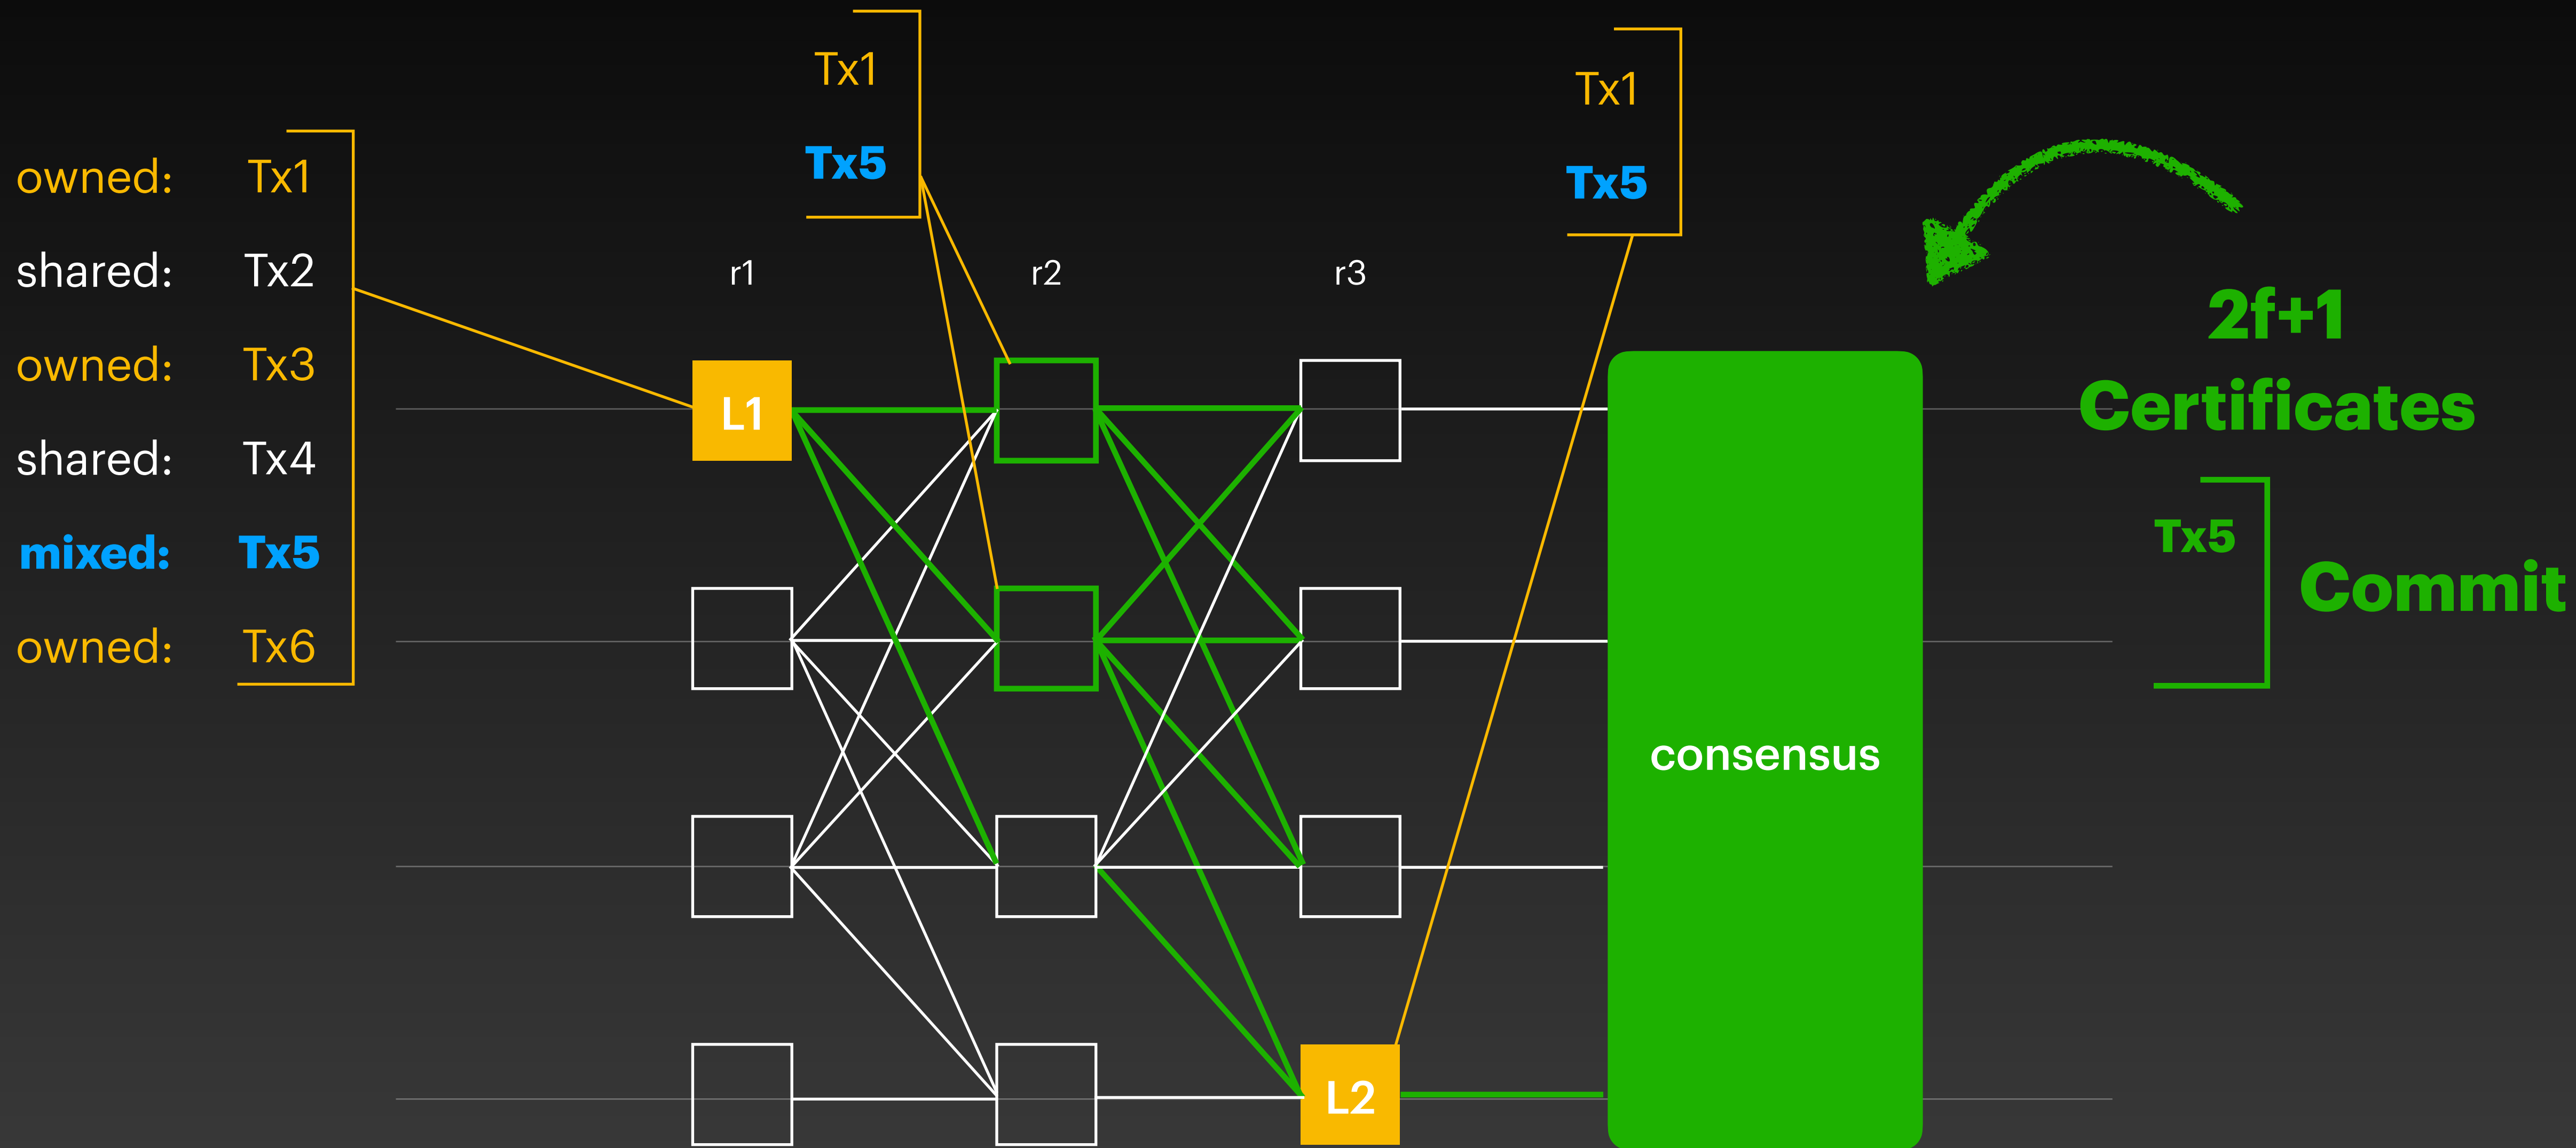 owned: Tx1
shared: Tx2
owned: Tx3
shared: Tx4
mixed: Tx5
owned: Tx6
Tx1
Tx5
Tx1
Tx5
r1 r2 r3
L1
L2
consensus
2f+1
Certificates
Tx5
Commit